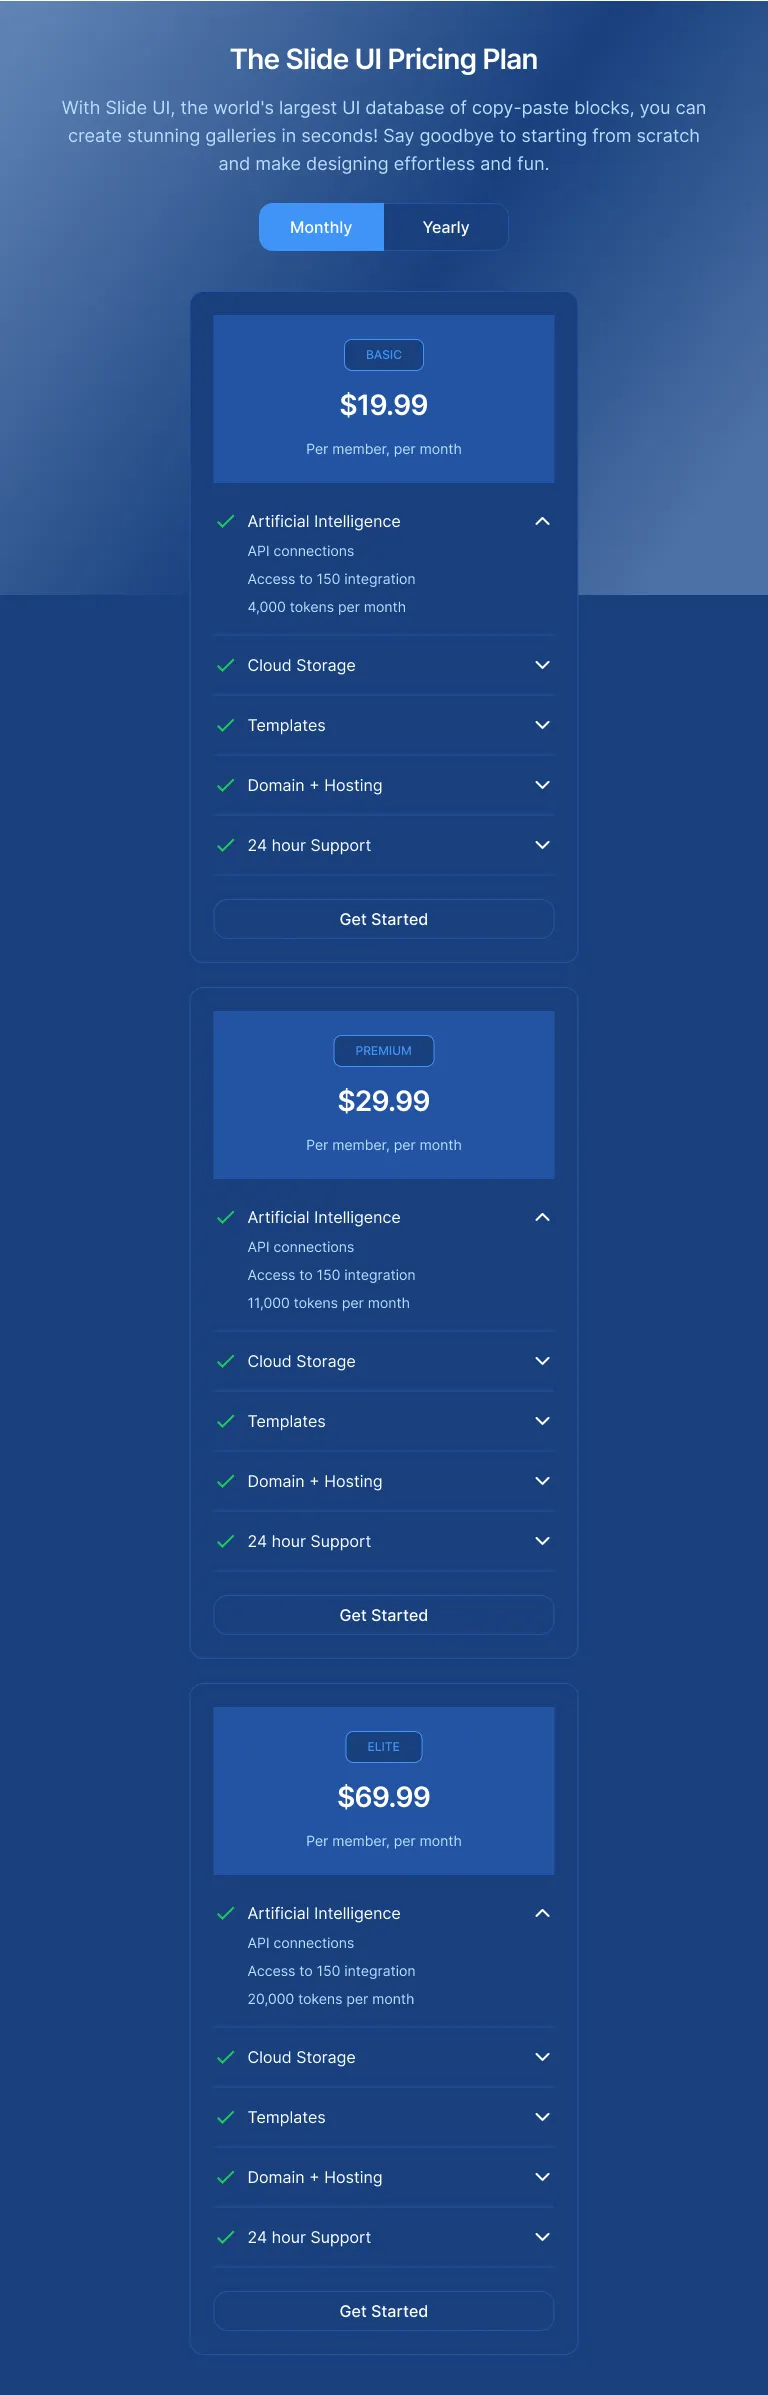 The Slide UI Pricing Plan
With Slide UI, the world's largest UI database of copy-paste blocks, you can
create stunning galleries in seconds! Say goodbye to starting from scratch
and make designing effortless and fun.
Monthly
Yearly
BASIC
$19.99
Per member, per month
Artificial Intelligence
API connections
Access to 150 integration
4,000 tokens per month
Cloud Storage
Templates
Domain + Hosting
24 hour Support
Get Started
PREMIUM
$29.99
Per member, per month
Artificial Intelligence
API connections
Access to 150 integration
11,000 tokens per month
Cloud Storage
Templates
Domain + Hosting
24 hour Support
Get Started
ELITE
$69.99
Per member, per month
Artificial Intelligence
API connections
Access to 150 integration
20,000 tokens per month
Cloud Storage
Templates
Domain + Hosting
24 hour Support
Get Started